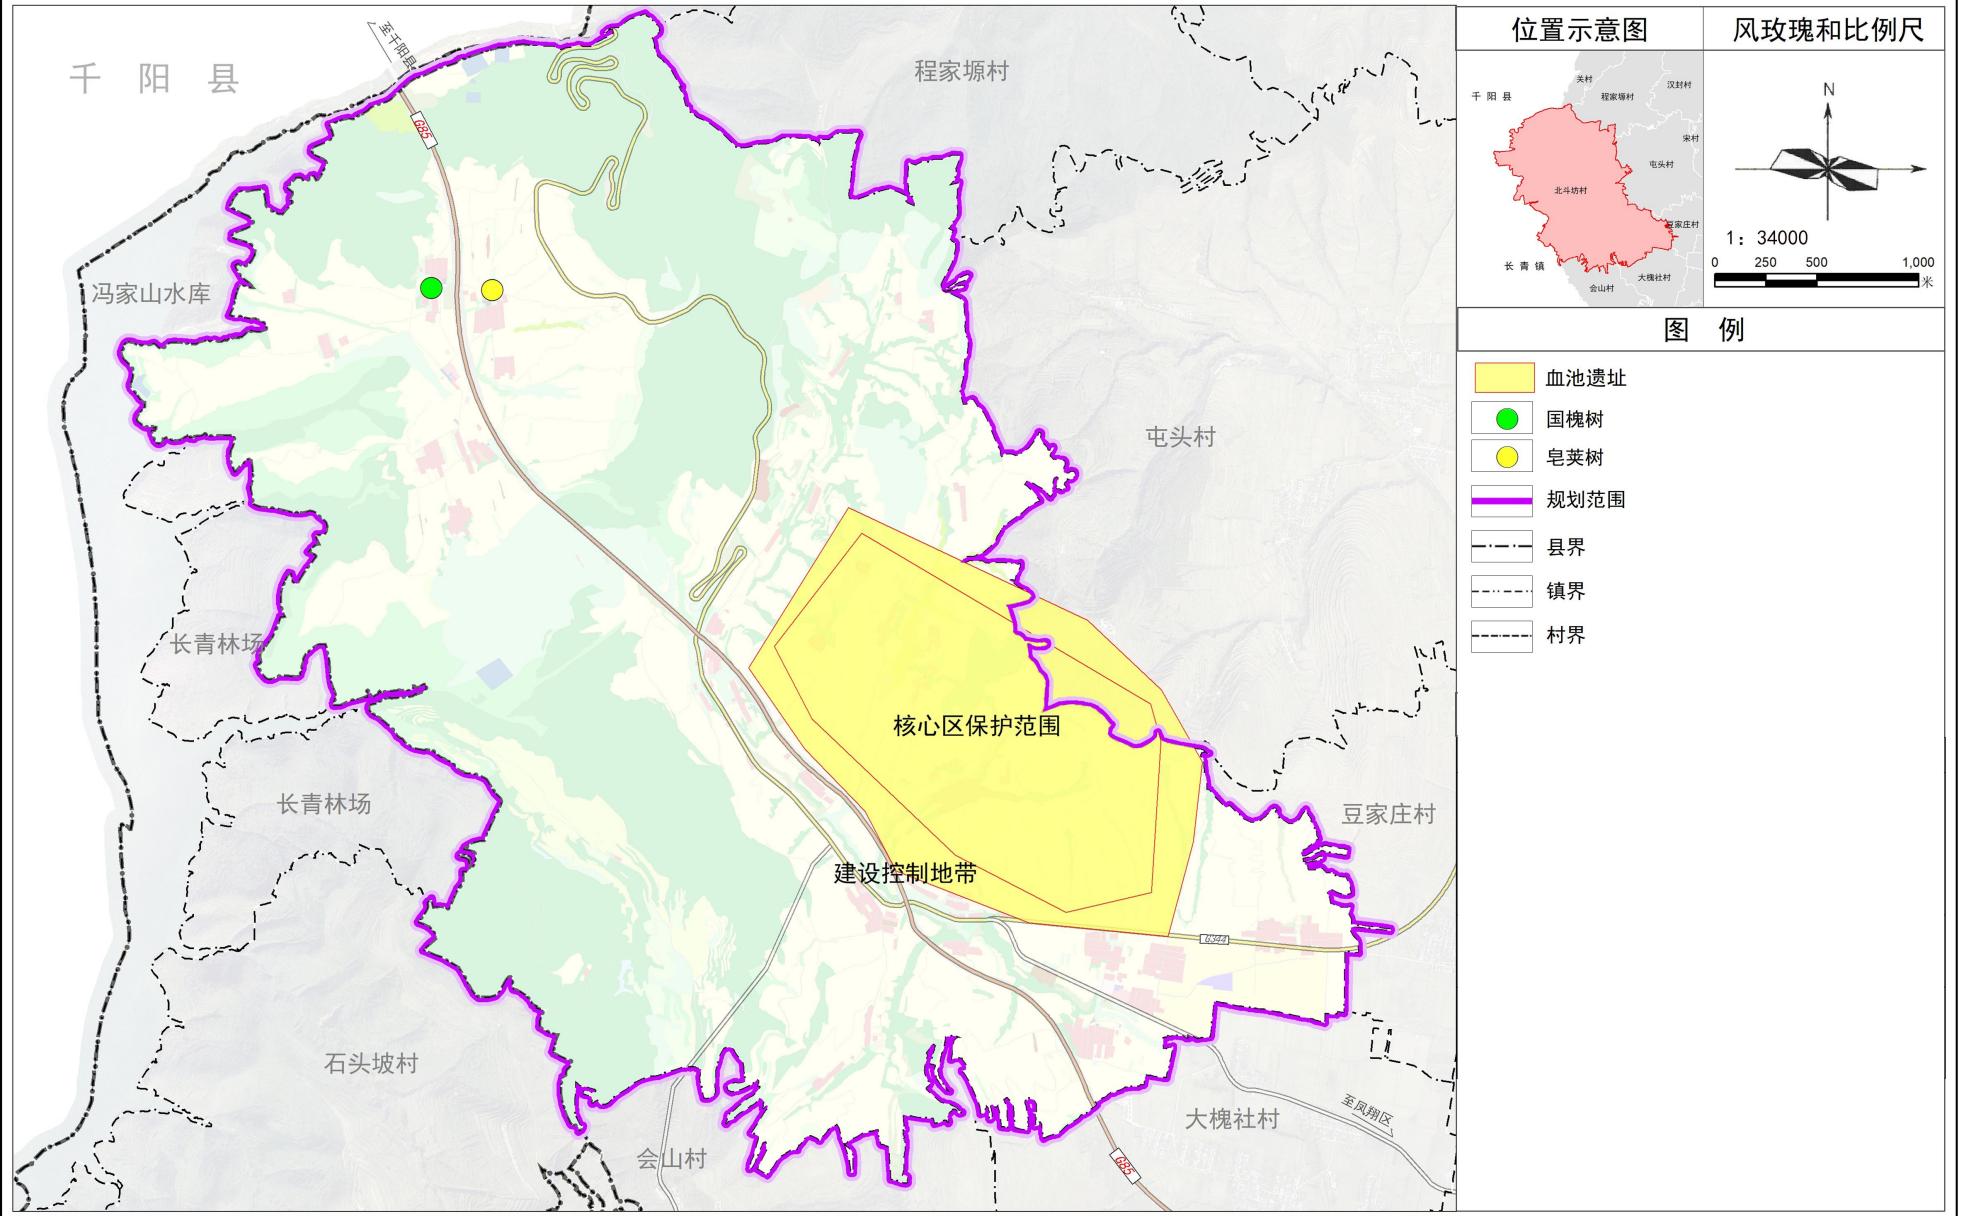 千阳县
至千阳县
G85
程家塬村
冯家山水库
屯头村
长青林场
核心区保护范围
长青林场
豆家庄村
建设控制地带
G344
石头坡村
大槐社村
至凤翔区
会山村
G85
位置示意图
关村
汉封村
千阳县
程家塬村
宋村
屯头村
北斗坊村
豆家庄村
长青镇
大槐社村
会山村
风玫瑰和比例尺
N
1: 34000
0 250 500 1,000
米
图 例
血池遗址
国槐树
皂荚树
规划范围
县界
镇界
村界